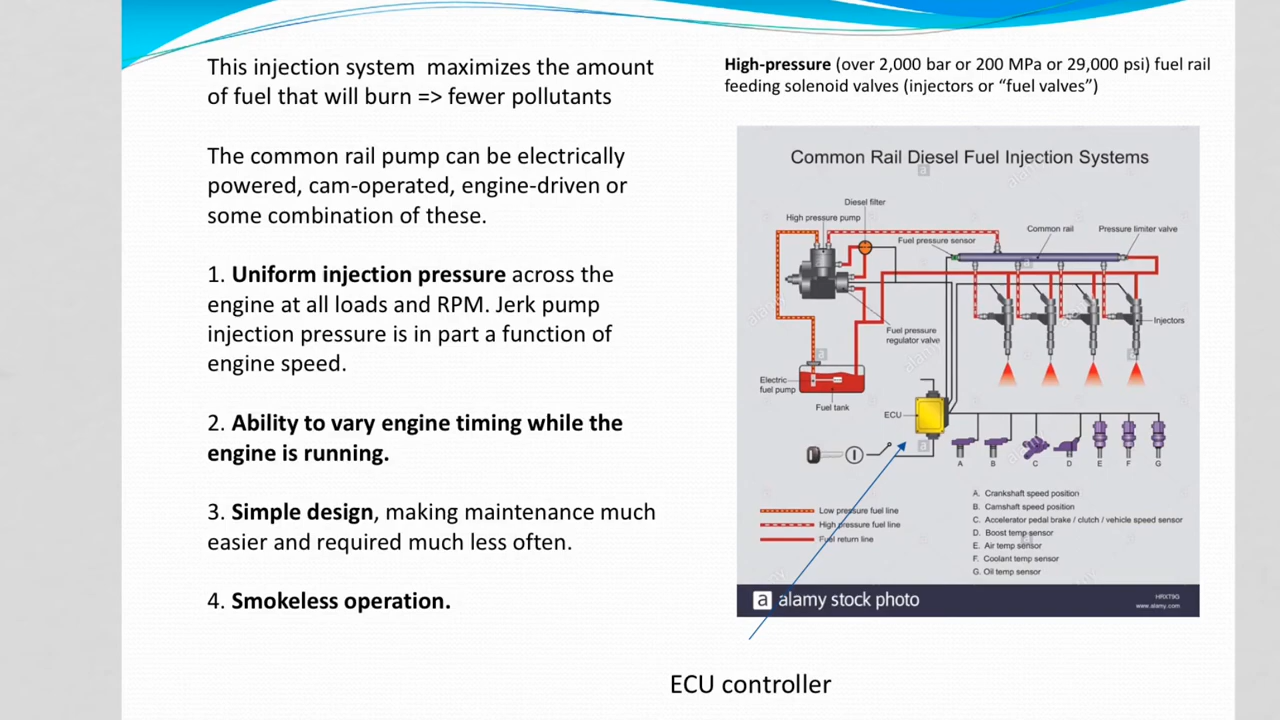 This injection system maximizes the amount
of fuel that will burn => fewer pollutants
The common rail pump can be electrically
powered, cam-operated, engine-driven or
some combination of these.
1. Uniform injection pressure across the
engine at all loads and RPM. Jerk pump
injection pressure is in part a function of
engine speed.
2. Ability to vary engine timing while the
engine is running.
3. Simple design, making maintenance much
easier and required much less often.
4. Smokeless operation.
High-pressure (over 2,000 bar or 200 MPa or 29,000 psi) fuel rail
feeding solenoid valves (injectors or “fuel valves”)
Common Rail Diesel Fuel Injection Systems
Diesel filter
High pressure pump
Fuel pressure sensor
Common rail
Pressure limiter valve
Injectors
Fuel pressure
regulator valve
Electric
fuel pump
Fuel tank
ECU
A B C D E F G
Low pressure fuel line
High pressure fuel line
Fuel return line
A. Crankshaft speed position
B. Camshaft speed position
C. Accelerator pedal brake / clutch / vehicle speed sensor
D. Boost temp sensor
E. Air temp sensor
F. Coolant temp sensor
G. Oil temp sensor
a alamy stock photo
HRXT9G
www.alamy.com
ECU controller